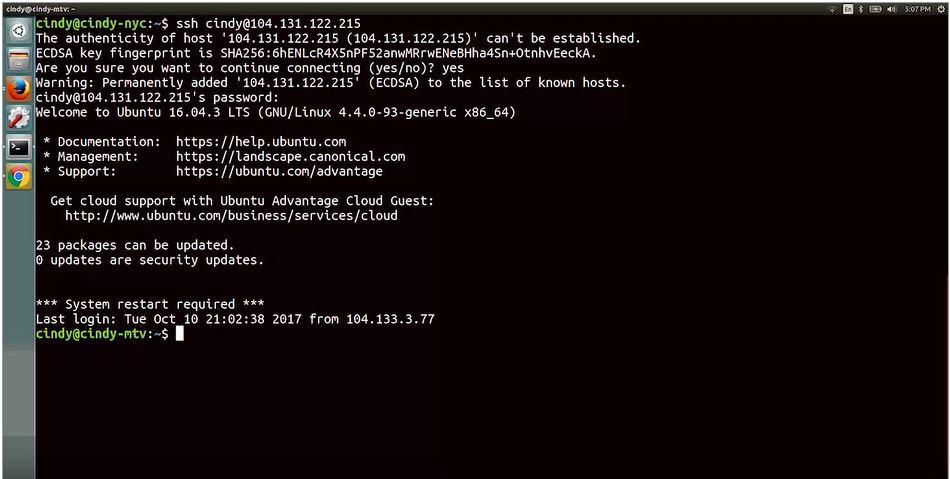 cindy@cindy-mtv: ~
En
5:07 PM
cindy@cindy-nyc:~$ ssh cindy@104.131.122.215
The authenticity of host '104.131.122.215 (104.131.122.215)' can't be established.
ECDSA key fingerprint is SHA256:6hENLcR4X5nPF52anwMRrwENeBHha4Sn+OtnhvEeckA.
Are you sure you want to continue connecting (yes/no)? yes
Warning: Permanently added '104.131.122.215' (ECDSA) to the list of known hosts.
cindy@104.131.122.215's password:
Welcome to Ubuntu 16.04.3 LTS (GNU/Linux 4.4.0-93-generic x86_64)
* Documentation: https://help.ubuntu.com
* Management: https://landscape.canonical.com
* Support: https://ubuntu.com/advantage
Get cloud support with Ubuntu Advantage Cloud Guest:
http://www.ubuntu.com/business/services/cloud
23 packages can be updated.
0 updates are security updates.
*** System restart required ***
Last login: Tue Oct 10 21:02:38 2017 from 104.133.3.77
cindy@cindy-mtv:~$